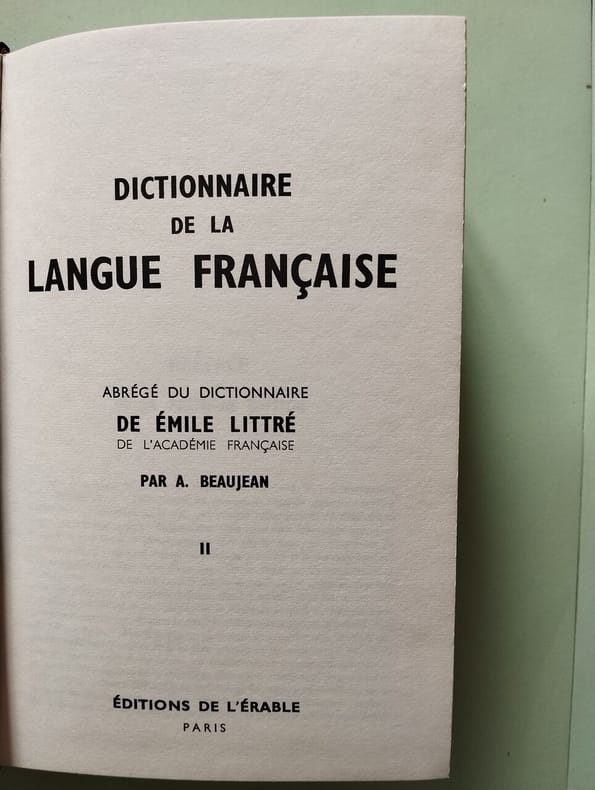 DICTIONNAIRE
DE LA
LANGUE FRANÇAISE
ABRÉGÉ DU DICTIONNAIRE
DE ÉMILE LITTRÉ
DE L'ACADÉMIE FRANÇAISE
PAR A. BEAUJEAN
II
ÉDITIONS DE L'ÉRABLE
PARIS